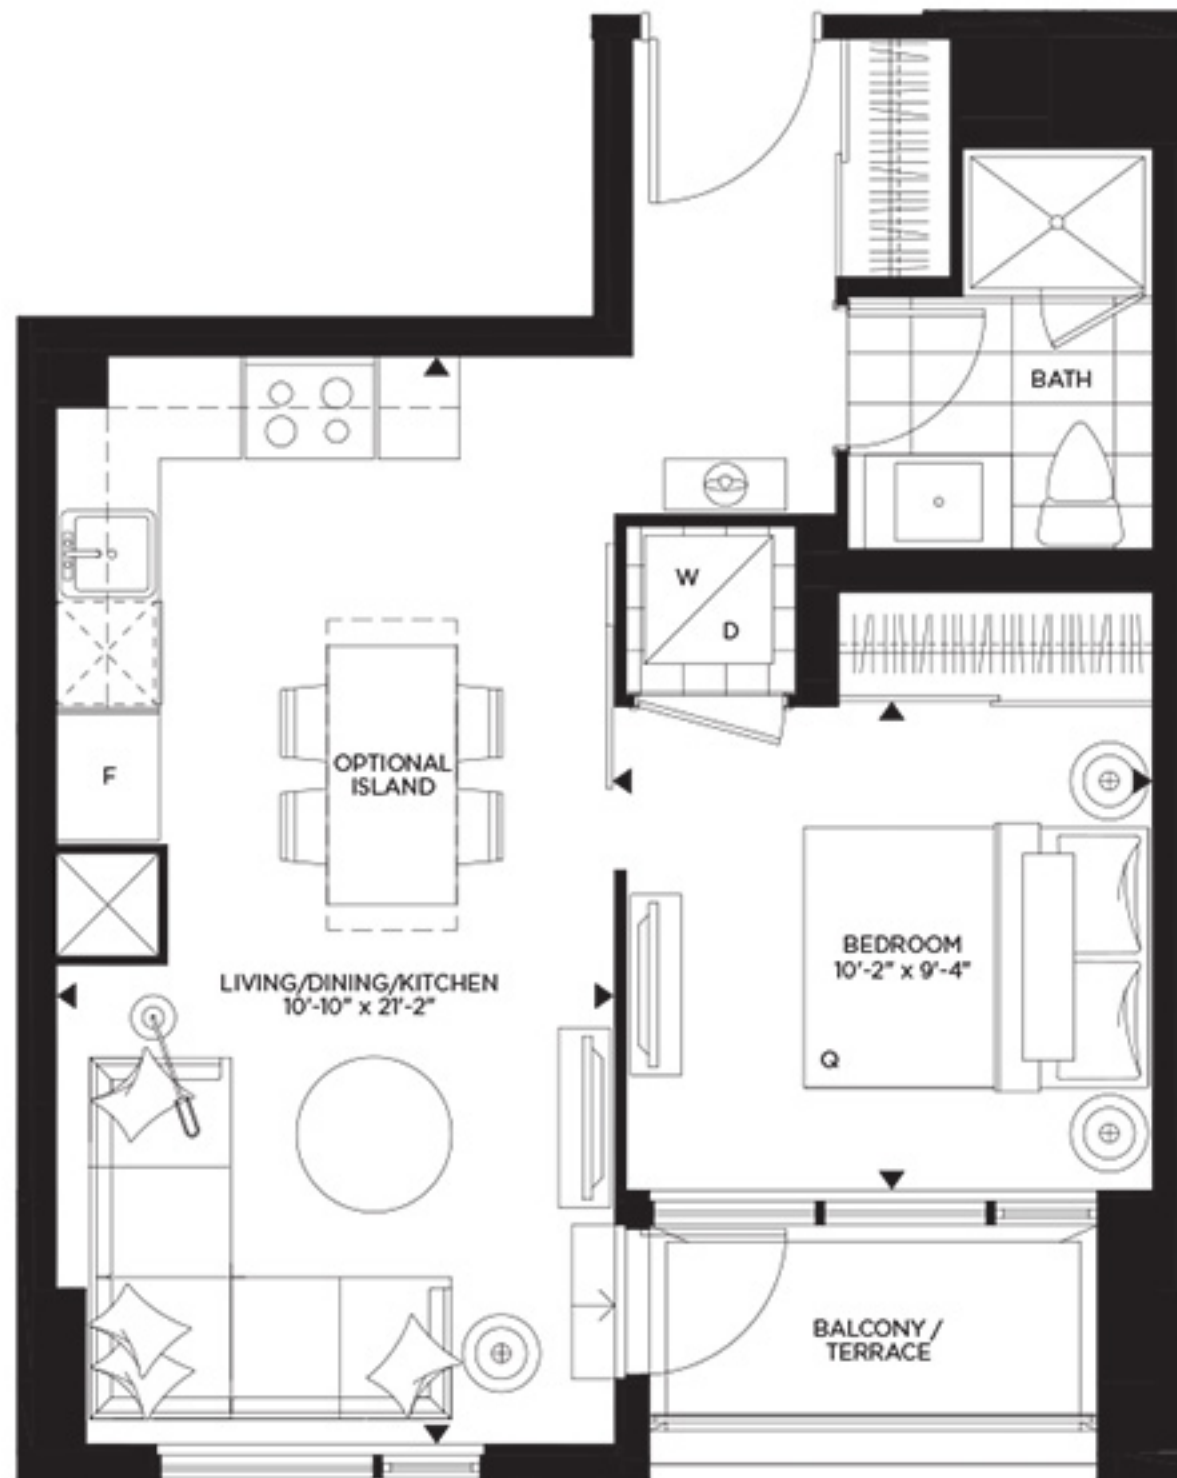 BATH
W
D
OPTIONAL
ISLAND
F
BEDROOM
10'-2" x 9'-4"
LIVING/DINING/KITCHEN
10'-10" x 21'-2"
Q
BALCONY /
TERRACE